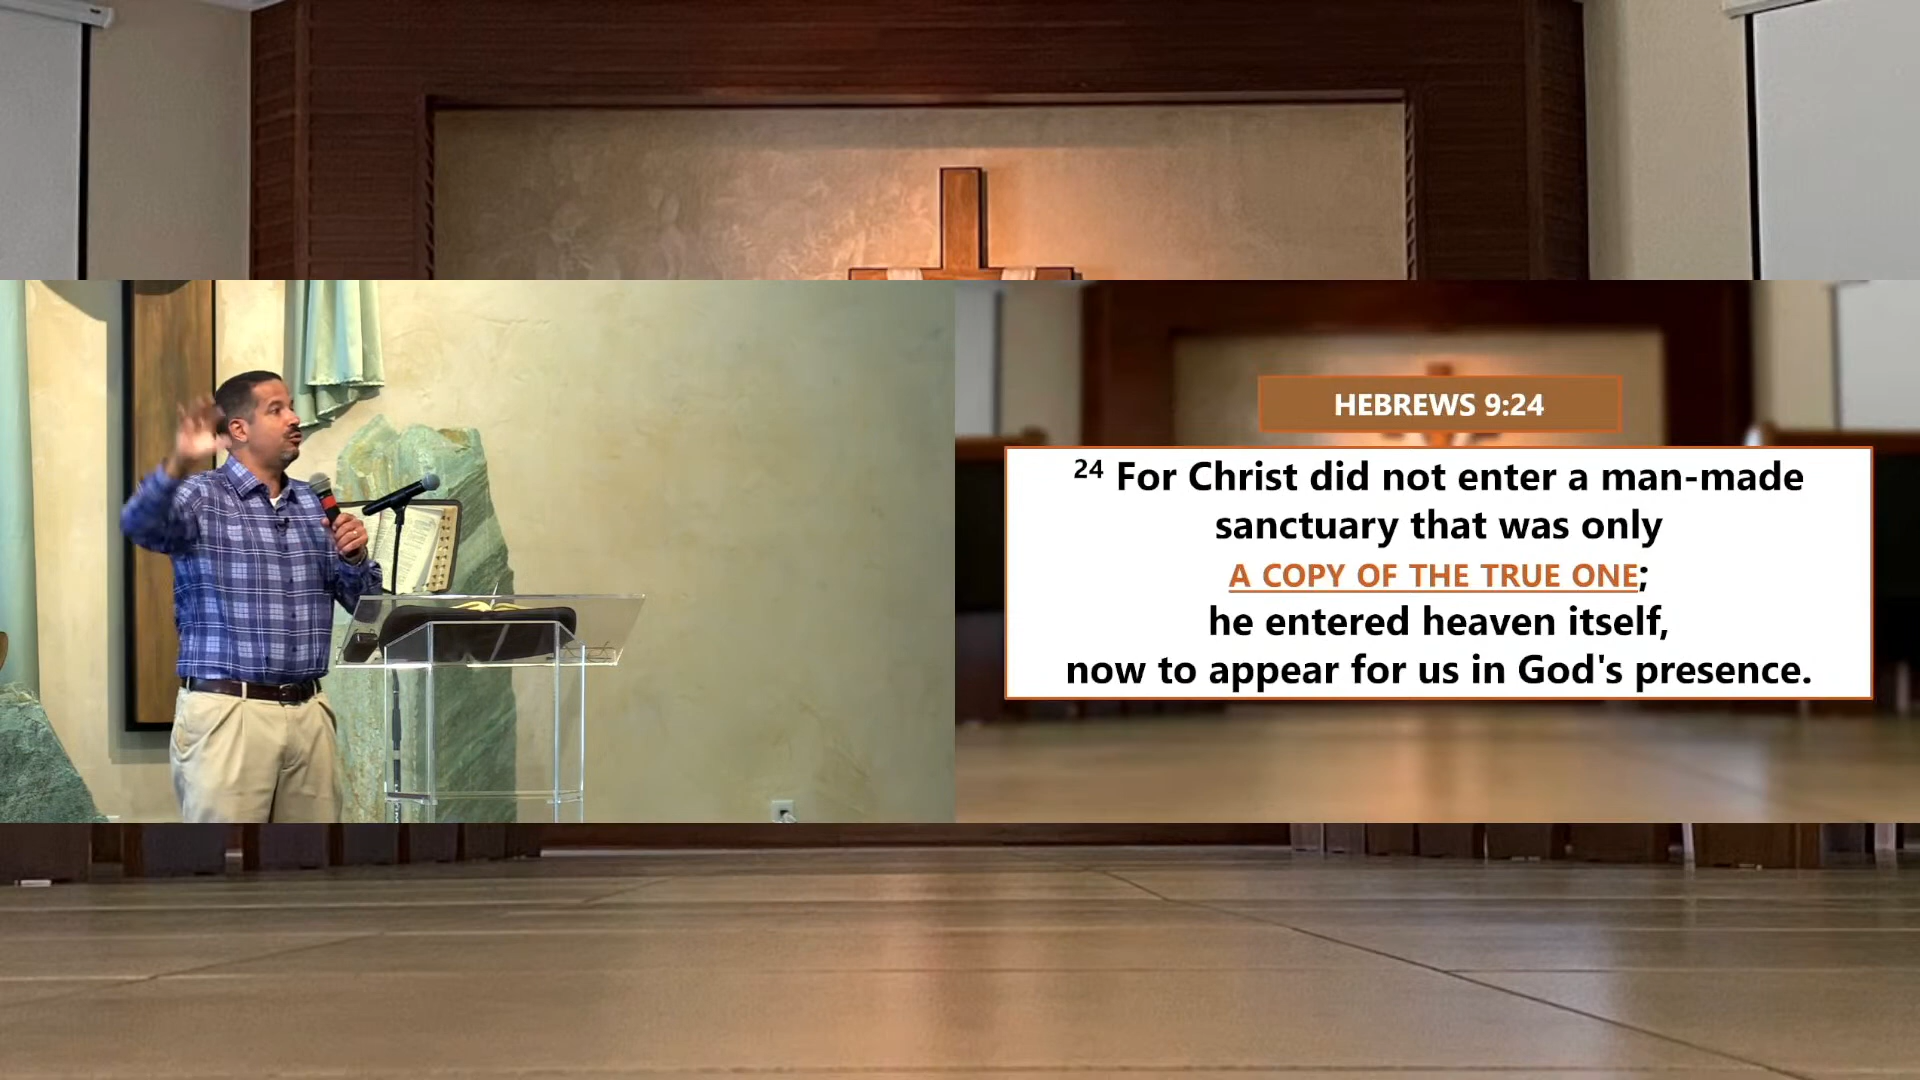 HEBREWS 9:24
24 For Christ did not enter a man-made
sanctuary that was only
A COPY OF THE TRUE ONE;
he entered heaven itself,
now to appear for us in God's presence.